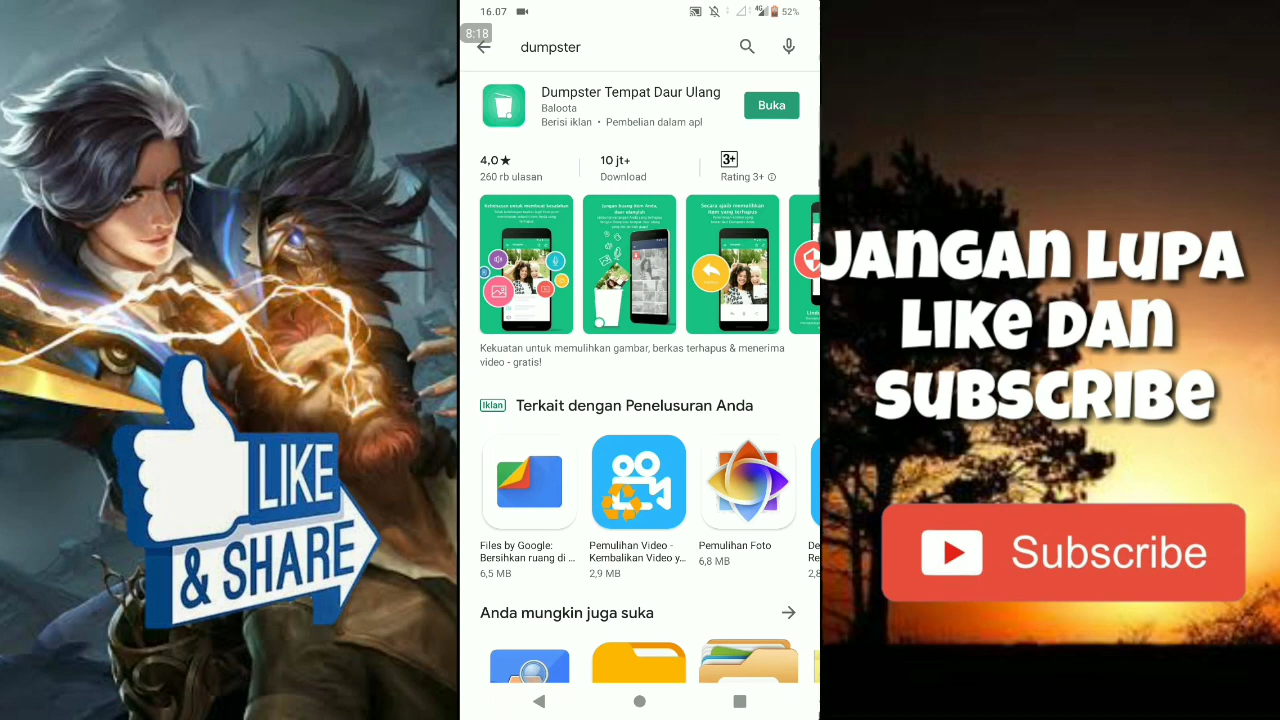 16.07
52%
8:18
dumpster
Dumpster Tempat Daur Ulang
Baloota
Berisi iklan • Pembelian dalam apl
Buka
4,0★
260 rb ulasan
10 jt+
Download
3+
Rating 3+
Kekuatan untuk memulihkan gambar, berkas terhapus & menerima
video - gratis!
Iklan
Terkait dengan Penelusuran Anda
Files by Google:
Bersihkan ruang di ...
6,5 MB
Pemulihan Video -
Kembalikan Video y...
2,9 MB
Pemulihan Foto
6,8 MB
2,8
Anda mungkin juga suka
LIKE
& SHARE
JANGAN LUPA
LIKE DAN
SUBSCRIBE
Subscribe